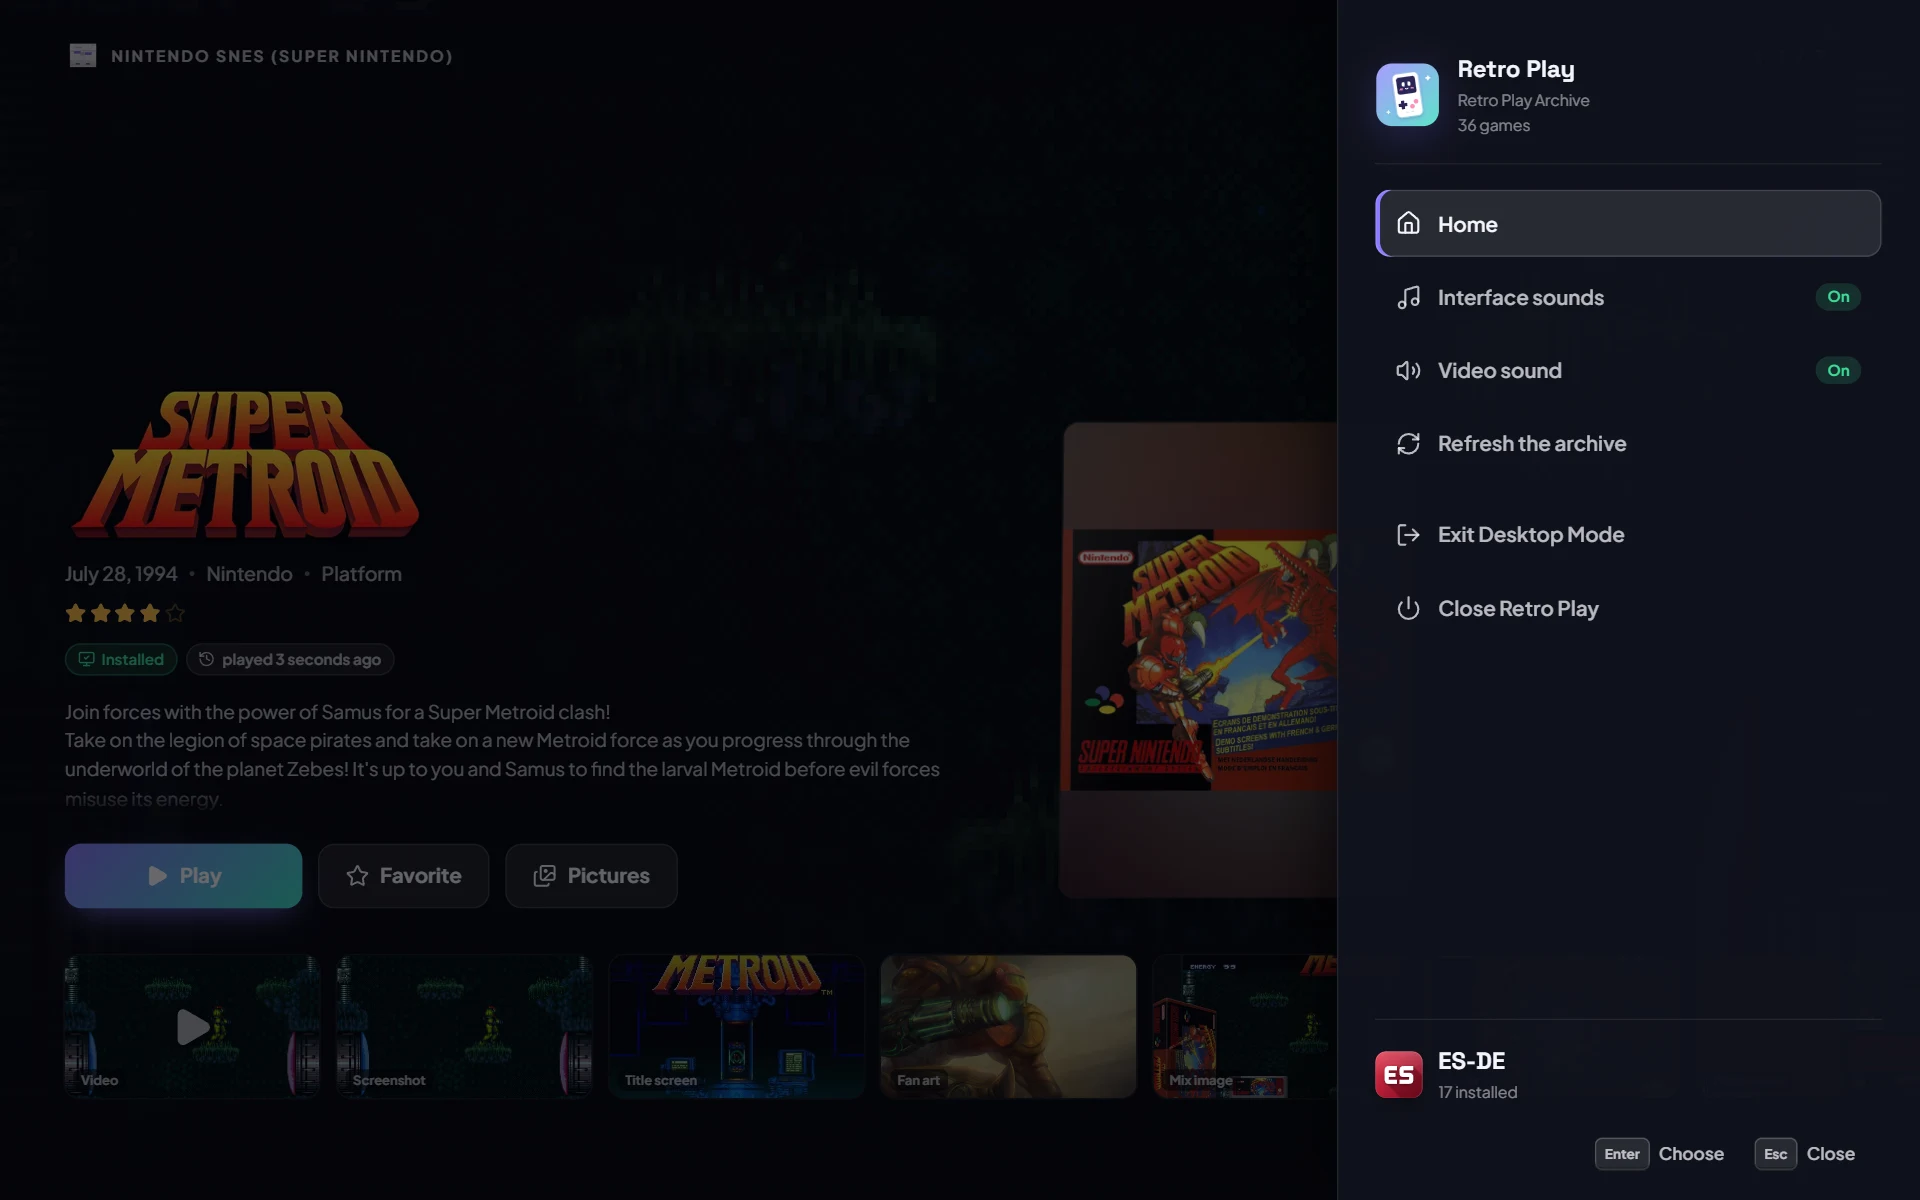 NINTENDO SNES (SUPER NINTENDO)
SUPER
METROID
July 28, 1994 • Nintendo • Platform
Installed
played 3 seconds ago
Join forces with the power of Samus for a Super Metroid clash!
Take on the legion of space pirates and take on a new Metroid force as you progress through the
underworld of the planet Zebes! It's up to you and Samus to find the larval Metroid before evil forces
misuse its energy.
Play
Favorite
Pictures
Nintendo
SUPER
METROID
SUPER NINTENDO
Video
Screenshot
METROID
TM
Title screen
Fan art
ENERGY 99
Mix image
Retro Play
Retro Play Archive
36 games
Home
Interface sounds On
Video sound On
Refresh the archive
Exit Desktop Mode
Close Retro Play
ES
ES-DE
17 installed
Enter Choose Esc Close